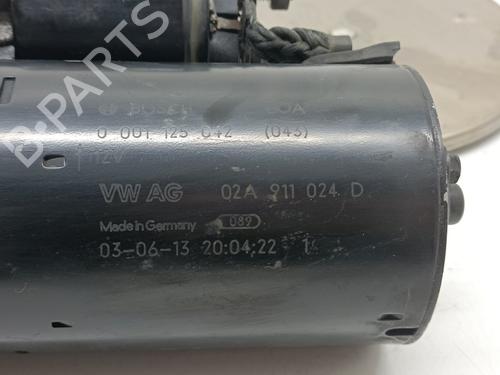 B-PARTS
BOSCH
0 001 125 042 (043)
12V
VW AG 02A 911 024 D
Made in Germany 089
03-06-13 20:04:22 1